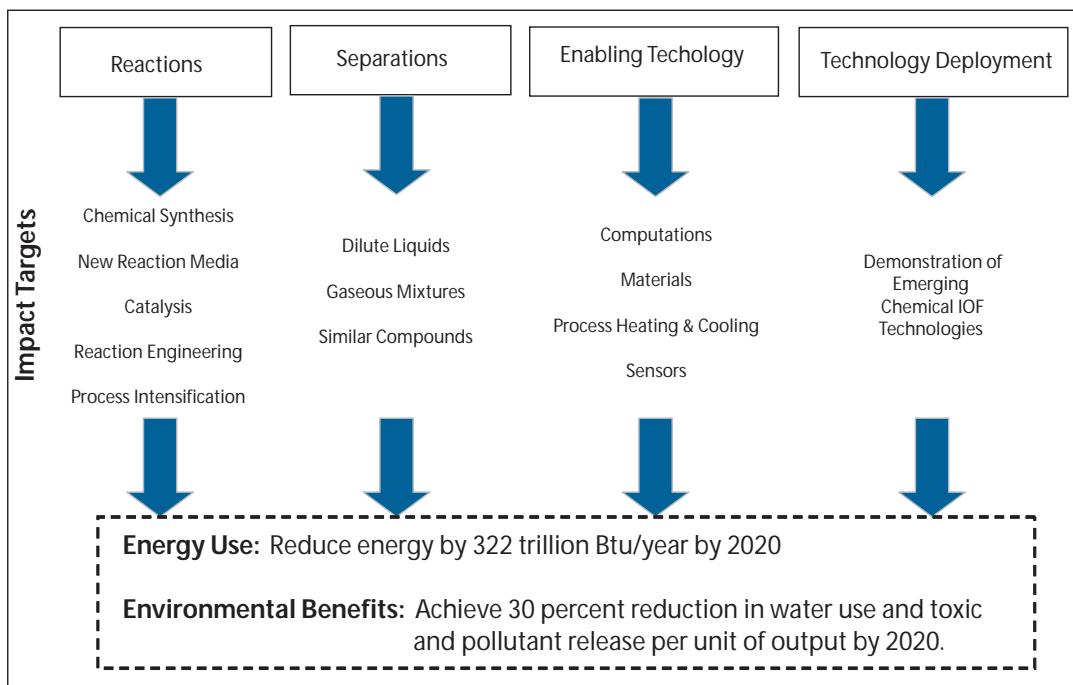 Reactions
Separations
Enabling Techology
Technology Deployment
Impact Targets
Chemical Synthesis
New Reaction Media
Catalysis
Reaction Engineering
Process Intensification
Dilute Liquids
Gaseous Mixtures
Similar Compounds
Computations
Materials
Process Heating & Cooling
Sensors
Demonstration of
Emerging
Chemical IOF
Technologies
Energy Use: Reduce energy by 322 trillion Btu/year by 2020
Environmental Benefits: Achieve 30 percent reduction in water use and toxic
and pollutant release per unit of output by 2020.